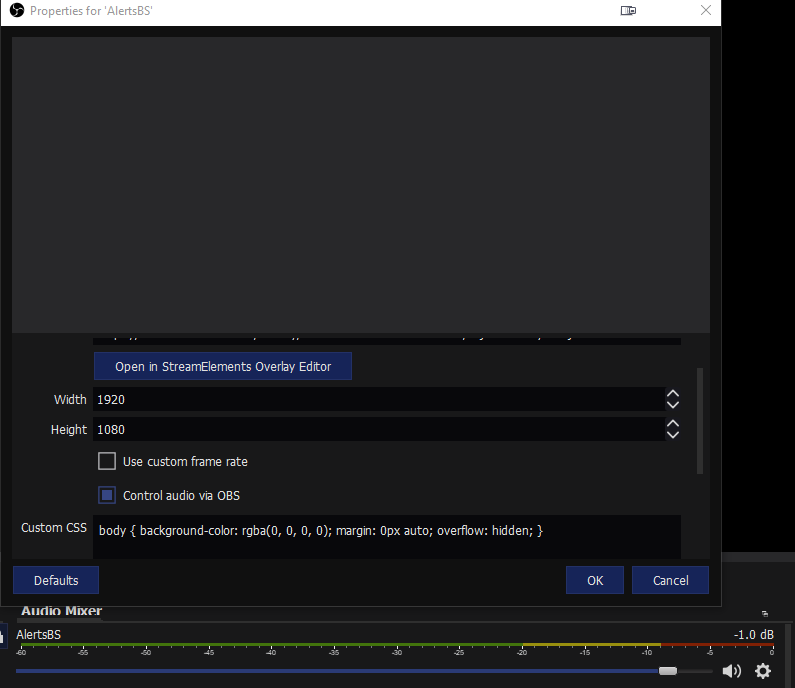 Properties for 'AlertsBS'
Open in StreamElements Overlay Editor
Width 1920
Height 1080
Use custom frame rate
Control audio via OBS
Custom CSS body { background-color: rgba(0, 0, 0, 0); margin: 0px auto; overflow: hidden; }
Defaults OK Cancel
Audio Mixer
AlertsBS -1.0 dB
-60 -55 -50 -45 -40 -35 -30 -25 -20 -15 -10 -5 0